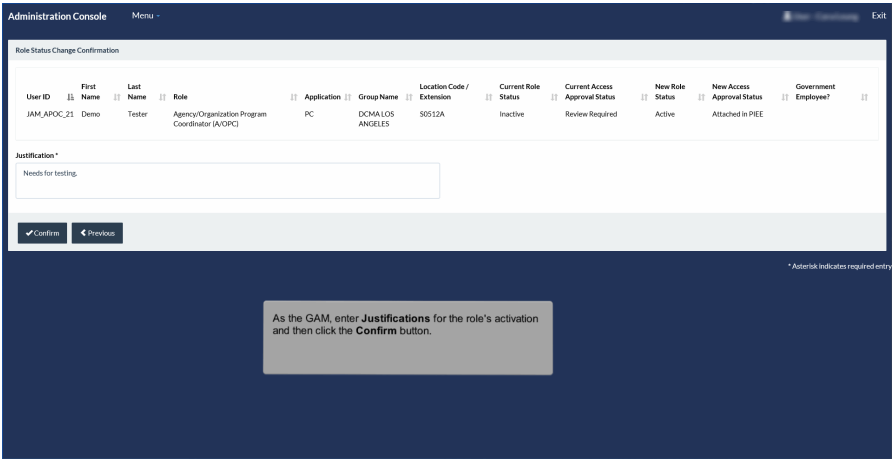 Administration Console Menu Exit
Role Status Change Confirmation
User ID First Name Last Name Role Application Group Name Location Code / Extension Current Role Status Current Access Approval Status New Role Status New Access Approval Status Government Employee?
JAM_APOC_21 Demo Tester Agency/Organization Program Coordinator (A/OPC) PC DCMA LOS ANGELES S0512A Inactive Review Required Active Attached in PIEE
Justification *
Needs for testing.
Confirm Previous
* Asterisk indicates required entry
As the GAM, enter Justifications for the role's activation
and then click the Confirm button.